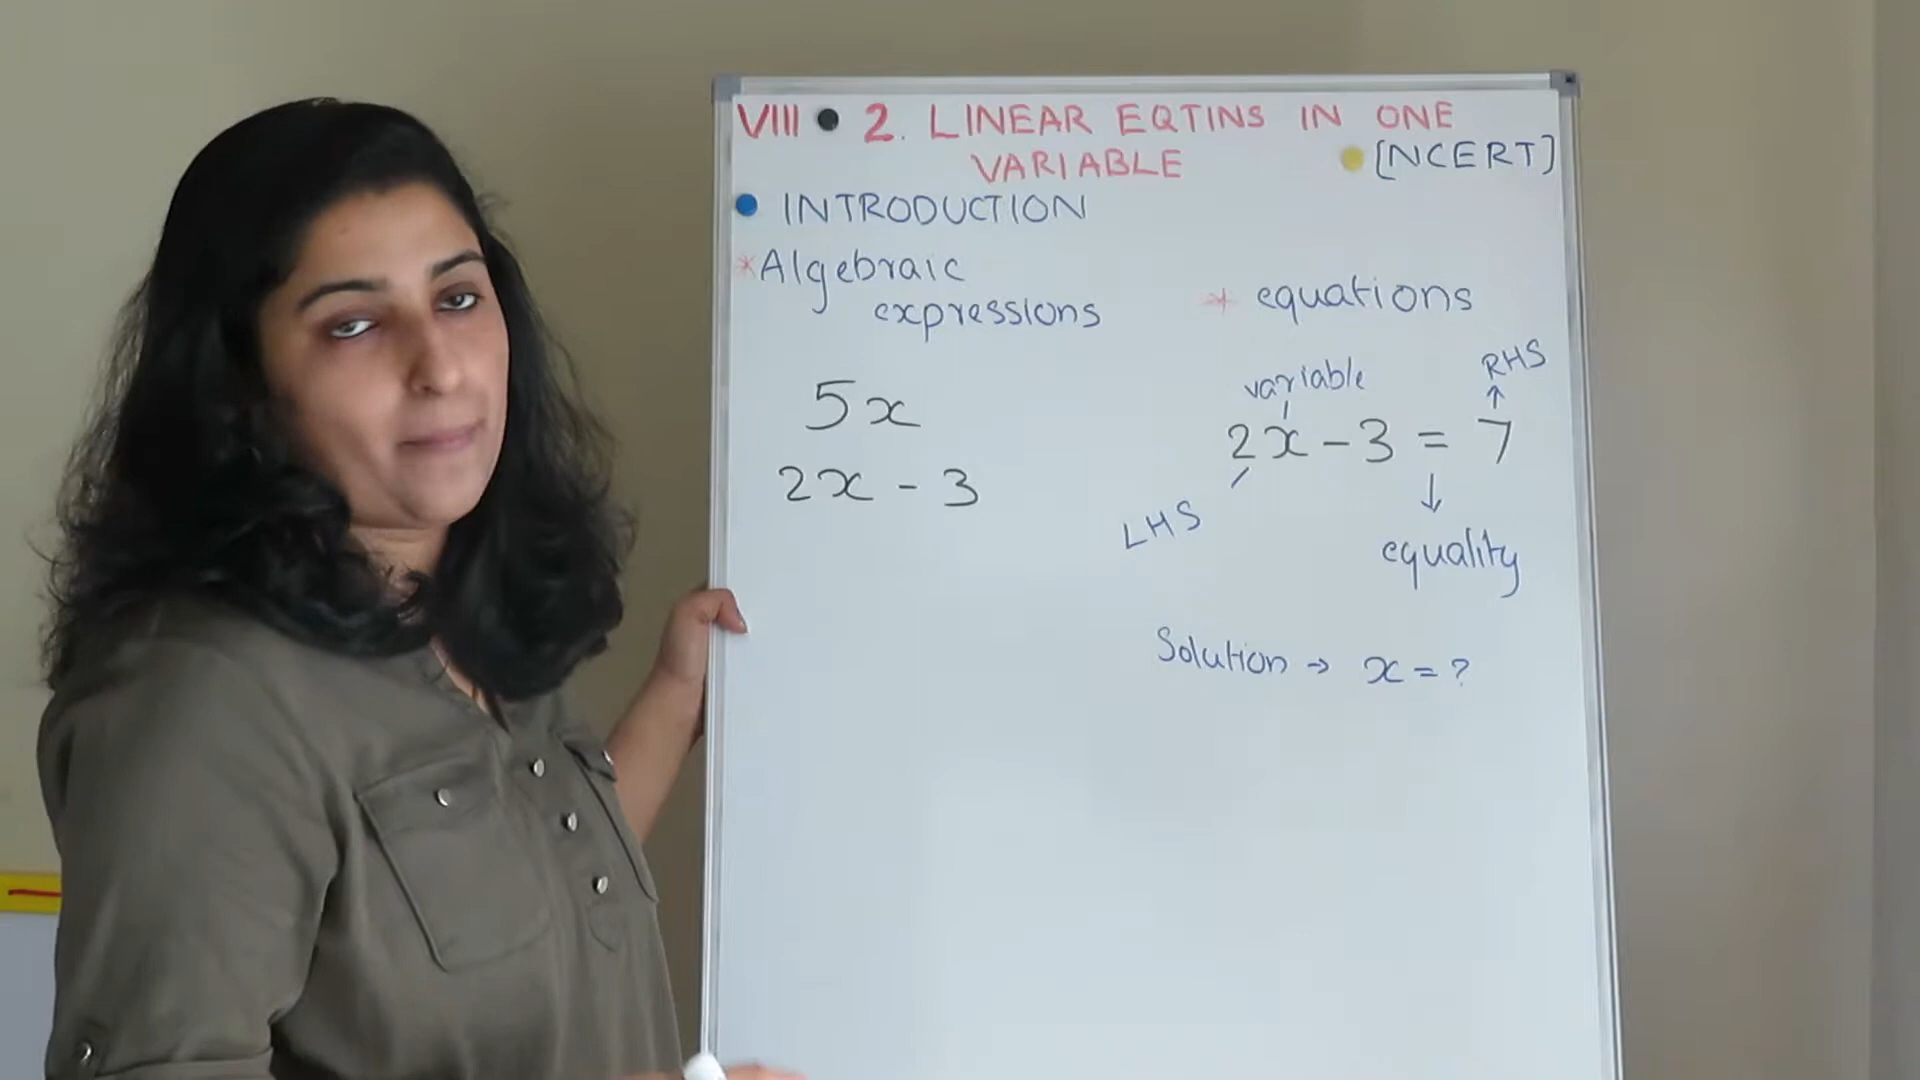 VIII • 2. LINEAR EQTINS IN ONE
VARIABLE
[NCERT]
INTRODUCTION
*Algebraic
expressions
* equations
5x
2x - 3
variable
RHS
2x - 3 = 7
LHS
equality
Solution → x = ?